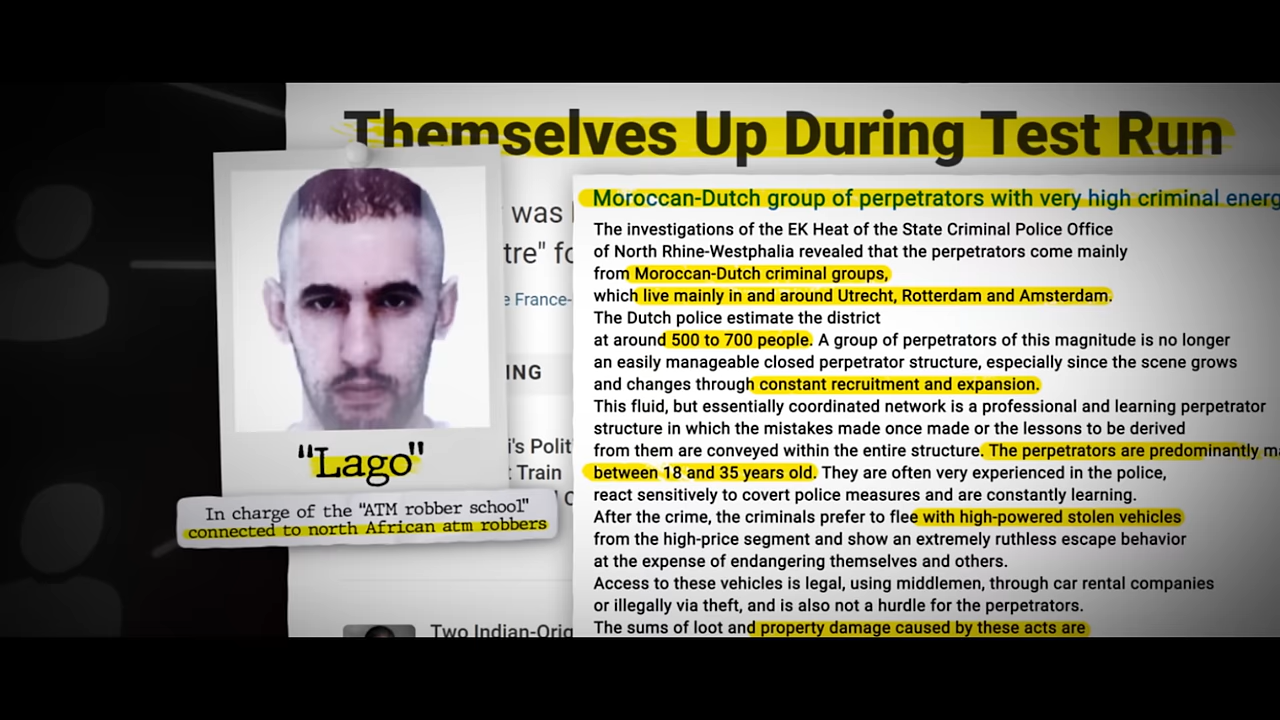 Themselves Up During Test Run
was
tre" fo
e France-
ING
i's Polit
t Train
Two Indian-Orig
"Lago"
In charge of the "ATM robber school"
connected to north African atm robbers
Moroccan-Dutch group of perpetrators with very high criminal energ
The investigations of the EK Heat of the State Criminal Police Office
of North Rhine-Westphalia revealed that the perpetrators come mainly
from Moroccan-Dutch criminal groups,
which live mainly in and around Utrecht, Rotterdam and Amsterdam.
The Dutch police estimate the district
at around 500 to 700 people. A group of perpetrators of this magnitude is no longer
an easily manageable closed perpetrator structure, especially since the scene grows
and changes through constant recruitment and expansion.
This fluid, but essentially coordinated network is a professional and learning perpetrator
structure in which the mistakes made once made or the lessons to be derived
from them are conveyed within the entire structure. The perpetrators are predominantly ma
between 18 and 35 years old. They are often very experienced in the police,
react sensitively to covert police measures and are constantly learning.
After the crime, the criminals prefer to flee with high-powered stolen vehicles
from the high-price segment and show an extremely ruthless escape behavior
at the expense of endangering themselves and others.
Access to these vehicles is legal, using middlemen, through car rental companies
or illegally via theft, and is also not a hurdle for the perpetrators.
The sums of loot and property damage caused by these acts are